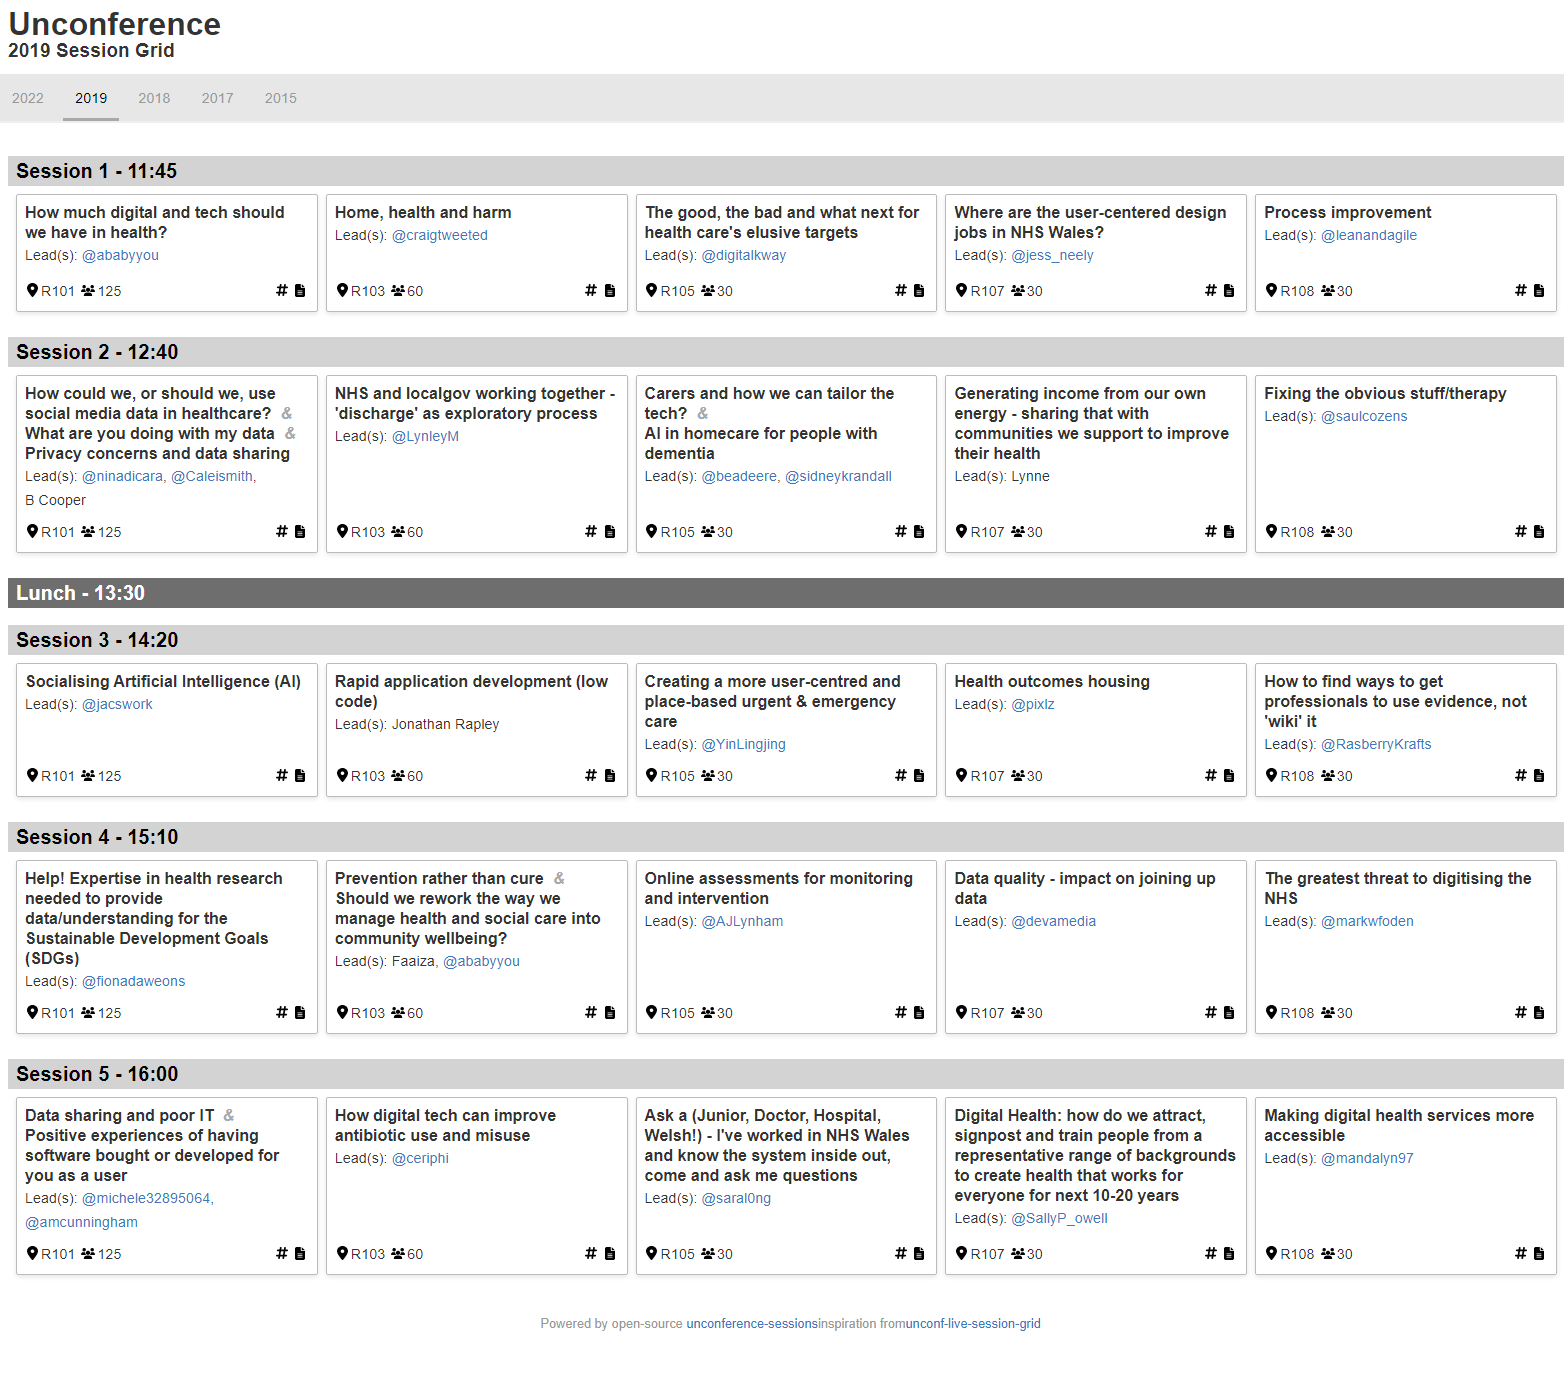 Unconference
2019 Session Grid
2022 2019 2018 2017 2015
Session 1 - 11:45
How much digital and tech should
we have in health?
Lead(s): @ababyyou
R101 125
Home, health and harm
Lead(s): @craigtweeted
R103 60
The good, the bad and what next for
health care's elusive targets
Lead(s): @digitalkway
R105 30
Where are the user-centered design
jobs in NHS Wales?
Lead(s): @jess_neely
R107 30
Process improvement
Lead(s): @leanandagile
R108 30
Session 2 - 12:40
How could we, or should we, use
social media data in healthcare? &
What are you doing with my data &
Privacy concerns and data sharing
Lead(s): @ninadicara, @Caleismith,
B Cooper
R101 125
NHS and localgov working together -
'discharge' as exploratory process
Lead(s): @LynleyM
R103 60
Carers and how we can tailor the
tech? &
AI in homecare for people with
dementia
Lead(s): @beadeere, @sidneykrandall
R105 30
Generating income from our own
energy - sharing that with
communities we support to improve
their health
Lead(s): Lynne
R107 30
Fixing the obvious stuff/therapy
Lead(s): @saulcozens
R108 30
Lunch - 13:30
Session 3 - 14:20
Socialising Artificial Intelligence (AI)
Lead(s): @jacswork
R101 125
Rapid application development (low
code)
Lead(s): Jonathan Rapley
R103 60
Creating a more user-centred and
place-based urgent & emergency
care
Lead(s): @YinLingjing
R105 30
Health outcomes housing
Lead(s): @pixlz
R107 30
How to find ways to get
professionals to use evidence, not
'wiki' it
Lead(s): @RasberryKrafts
R108 30
Session 4 - 15:10
Help! Expertise in health research
needed to provide
data/understanding for the
Sustainable Development Goals
(SDGs)
Lead(s): @fionadaweons
R101 125
Prevention rather than cure &
Should we rework the way we
manage health and social care into
community wellbeing?
Lead(s): Faaiza, @ababyyou
R103 60
Online assessments for monitoring
and intervention
Lead(s): @AJLynham
R105 30
Data quality - impact on joining up
data
Lead(s): @devamedia
R107 30
The greatest threat to digitising the
NHS
Lead(s): @markwfoden
R108 30
Session 5 - 16:00
Data sharing and poor IT &
Positive experiences of having
software bought or developed for
you as a user
Lead(s): @michele32895064,
@amcunningham
R101 125
How digital tech can improve
antibiotic use and misuse
Lead(s): @ceriphi
R103 60
Ask a (Junior, Doctor, Hospital,
Welsh!) - I've worked in NHS Wales
and know the system inside out,
come and ask me questions
Lead(s): @saral0ng
R105 30
Digital Health: how do we attract,
signpost and train people from a
representative range of backgrounds
to create health that works for
everyone for next 10-20 years
Lead(s): @SallyP_owell
R107 30
Making digital health services more
accessible
Lead(s): @mandalyn97
R108 30
Powered by open-source unconference-sessionsinspiration fromunconf-live-session-grid